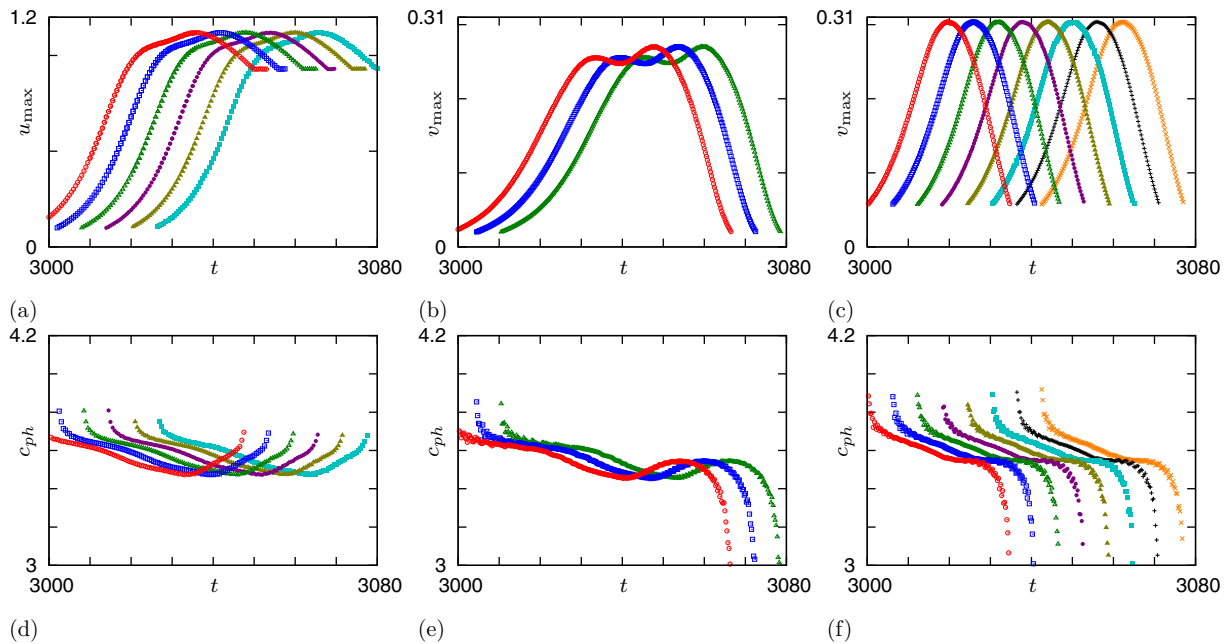 1.2
u_max
0
3000 t 3080
(a)
0.31
v_max
0
3000 t 3080
(b)
0.31
v_max
0
3000 t 3080
(c)
4.2
c_ph
3
3000 t 3080
(d)
4.2
c_ph
3
3000 t 3080
(e)
4.2
c_ph
3
3000 t 3080
(f)